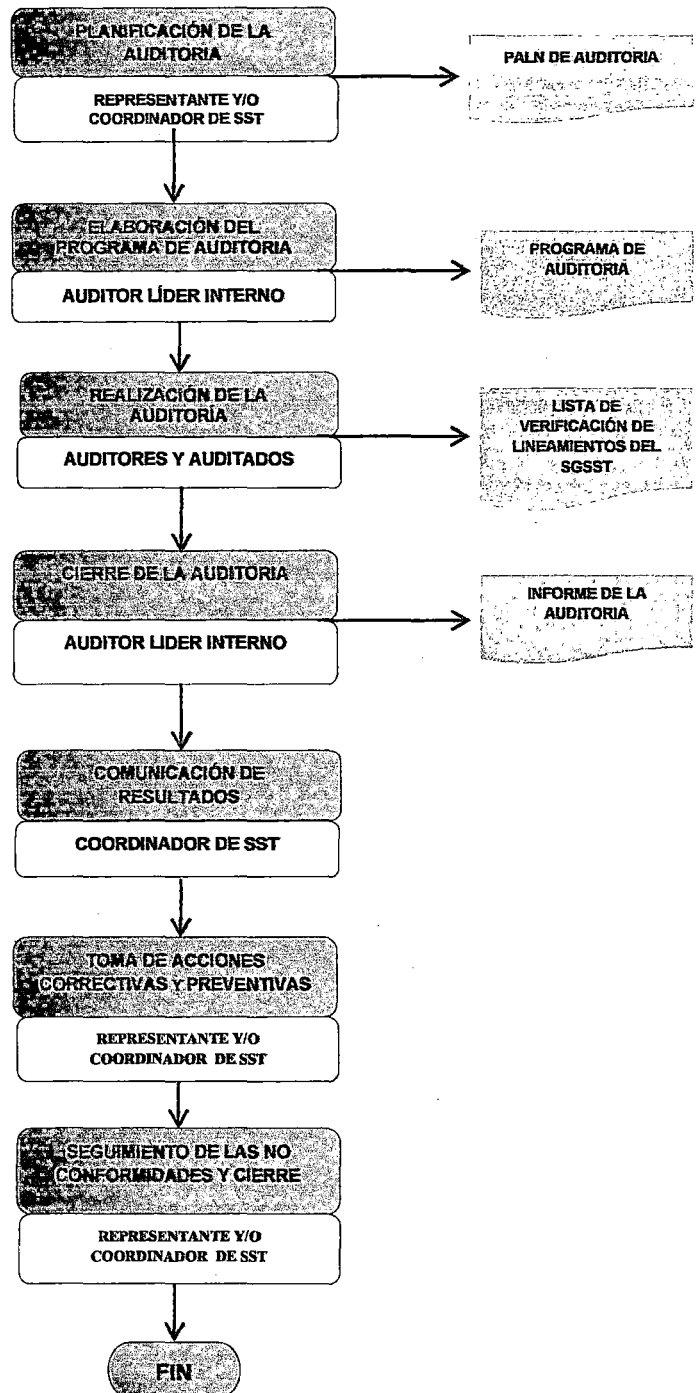 PLANIFICACIÓN DE LA
AUDITORIA
REPRESENTANTE Y/O
COORDINADOR DE SST
PALN DE AUDITORIA
ELABORACIÓN DEL
PROGRAMA DE AUDITORIA
AUDITOR LÍDER INTERNO
PROGRAMA DE
AUDITORIA
REALIZACIÓN DE LA
AUDITORÍA
AUDITORES Y AUDITADOS
LISTA DE
VERIFICACIÓN DE
LINEAMIENTOS DEL
SGSST
CIERRE DE LA AUDITORIA
AUDITOR LIDER INTERNO
INFORME DE LA
AUDITORIA
COMUNICACIÓN DE
RESULTADOS
COORDINADOR DE SST
TOMA DE ACCIONES
CORRECTIVAS Y PREVENTIVAS
REPRESENTANTE Y/O
COORDINADOR DE SST
SEGUIMIENTO DE LAS NO
CONFORMIDADES Y CIERRE
REPRESENTANTE Y/O
COORDINADOR DE SST
FIN